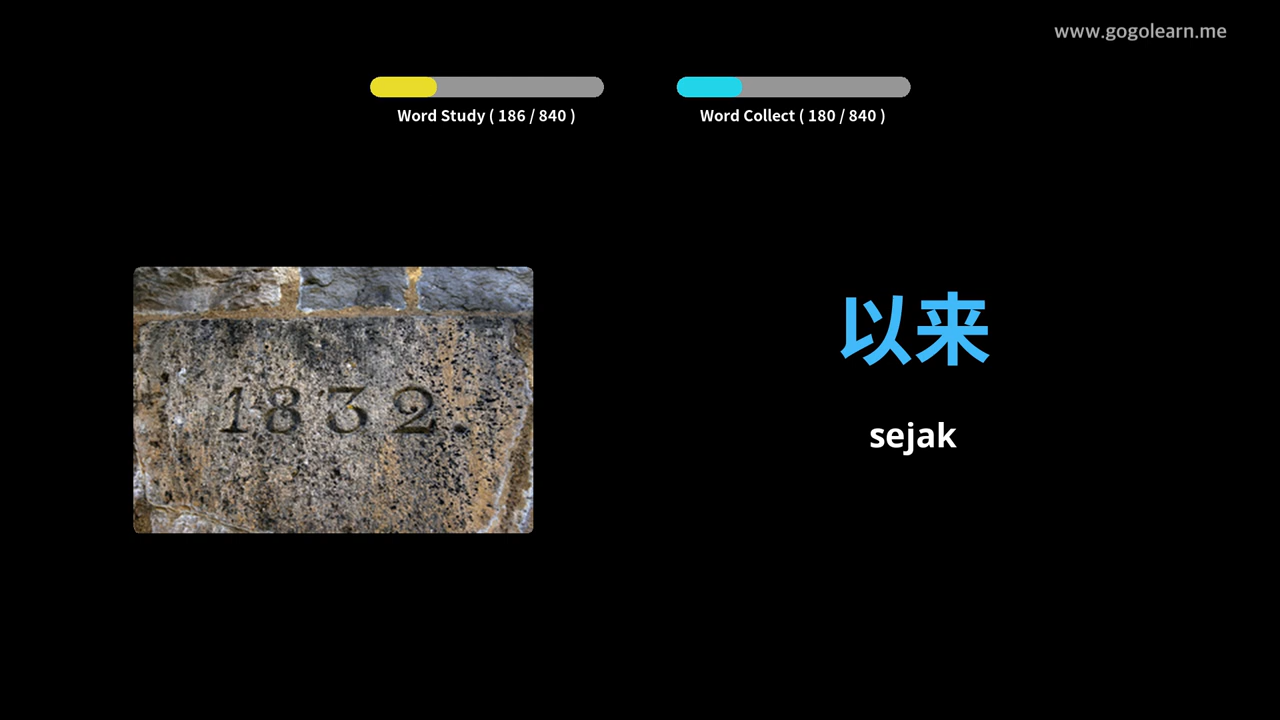 www.gogolearn.me
Word Study ( 186 / 840 )
Word Collect ( 180 / 840 )
1832.
以来
sejak